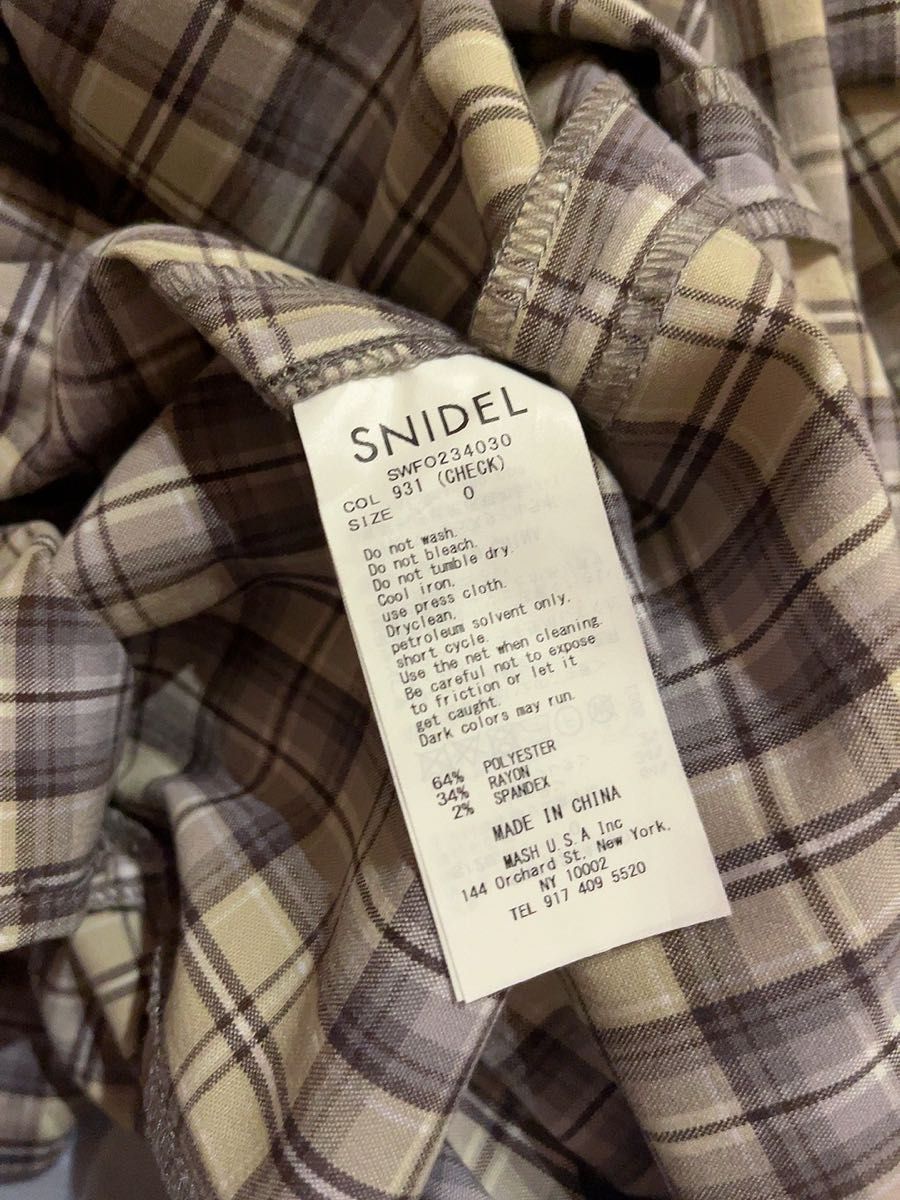 SNIDEL
SWFO234030
COL 931 (CHECK)
SIZE 0
Do not wash.
Do not bleach.
Do not tumble dry.
Cool iron.
use press cloth.
Dryclean.
petroleum solvent only.
short cycle.
Use the net when cleaning.
Be careful not to expose
to friction or let it
get caught.
Dark colors may run.
64% POLYESTER
34% RAYON
2% SPANDEX
MADE IN CHINA
MASH U.S.A Inc
144 Orchard St. New York,
NY 10002
TEL 917 409 5520